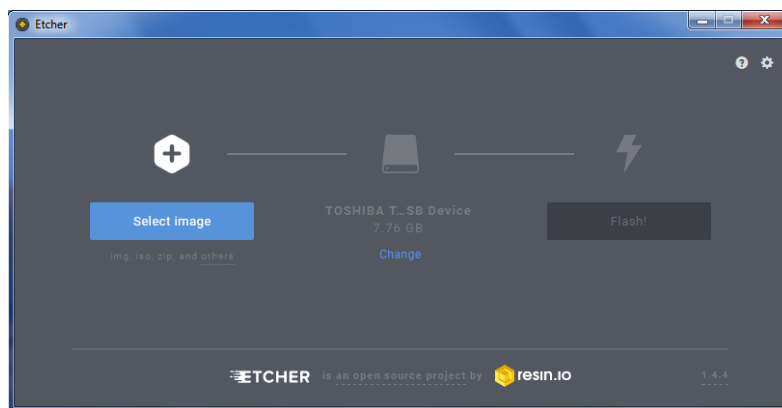 Etcher
Select image
img, iso, zip, and others
TOSHIBA T...SB Device
7.76 GB
Change
Flash!
ETCHER is an open source project by resin.io
1.4.4